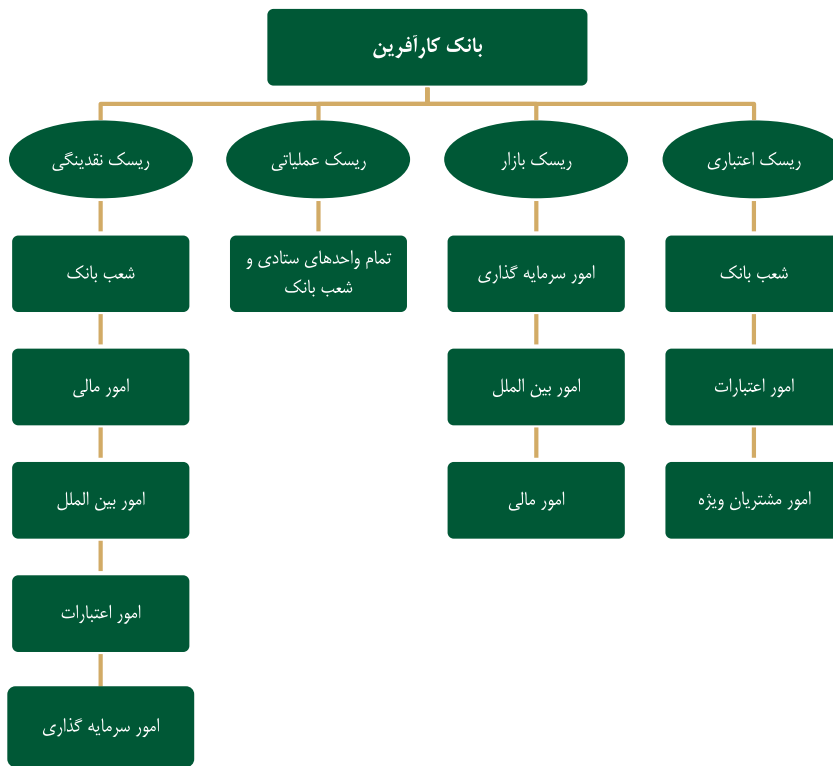 بانک کارآفرین
ریسک اعتباری
ریسک بازار
ریسک عملیاتی
ریسک نقدینگی
شعب بانک
امور سرمایه گذاری
تمام واحدهای ستادی و
شعب بانک
شعب بانک
امور اعتبارات
امور بین الملل
امور مالی
امور مشتریان ویژه
امور مالی
امور بین الملل
امور اعتبارات
امور سرمایه گذاری